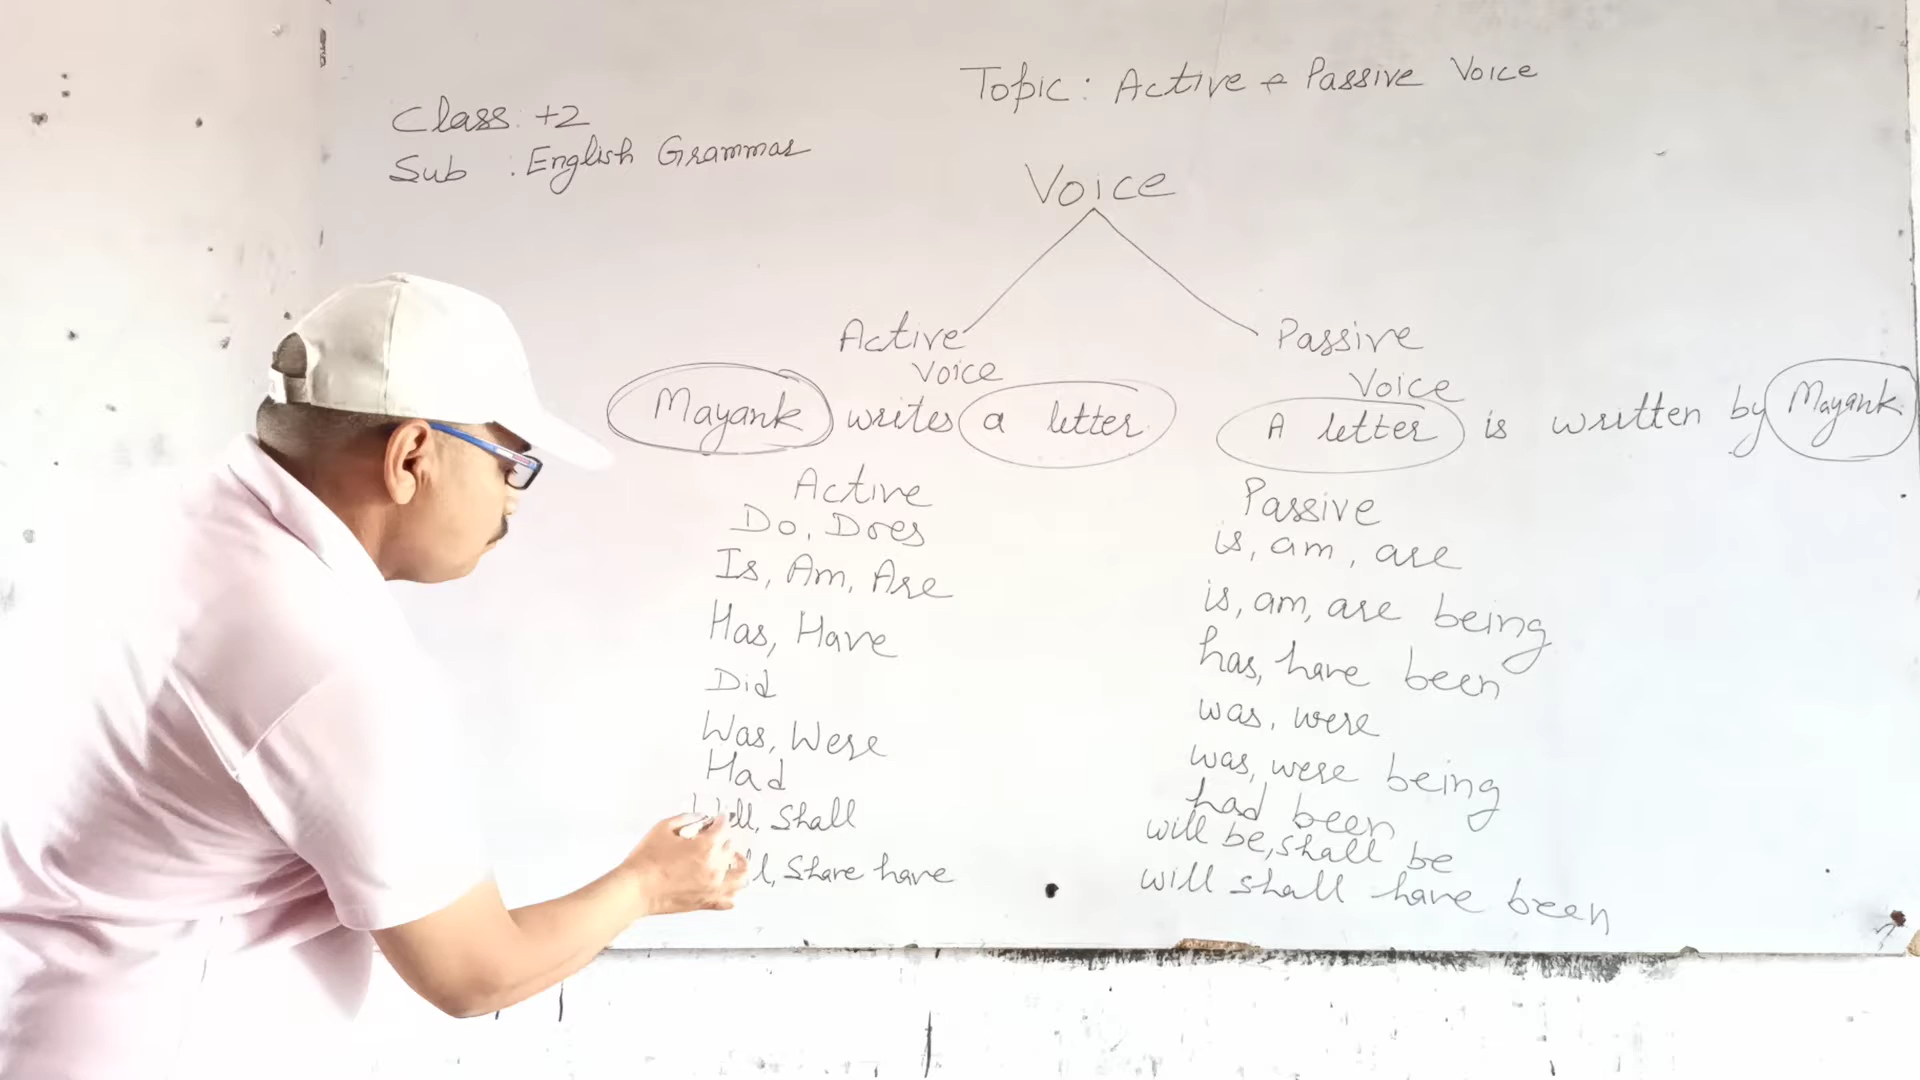 Topic: Active & Passive Voice
Class: +2
Sub : English Grammar
Voice
Active Voice
Passive Voice
Mayank writes a letter.
A letter is written by Mayank.
Active
Do, Does
Is, Am, Are
Has, Have
Did
Was, Were
Had
Will, Shall
Share have
Passive
is, am, are
is, am, are being
has, have been
was, were
was, were being
had been
will be, shall be
will shall have been